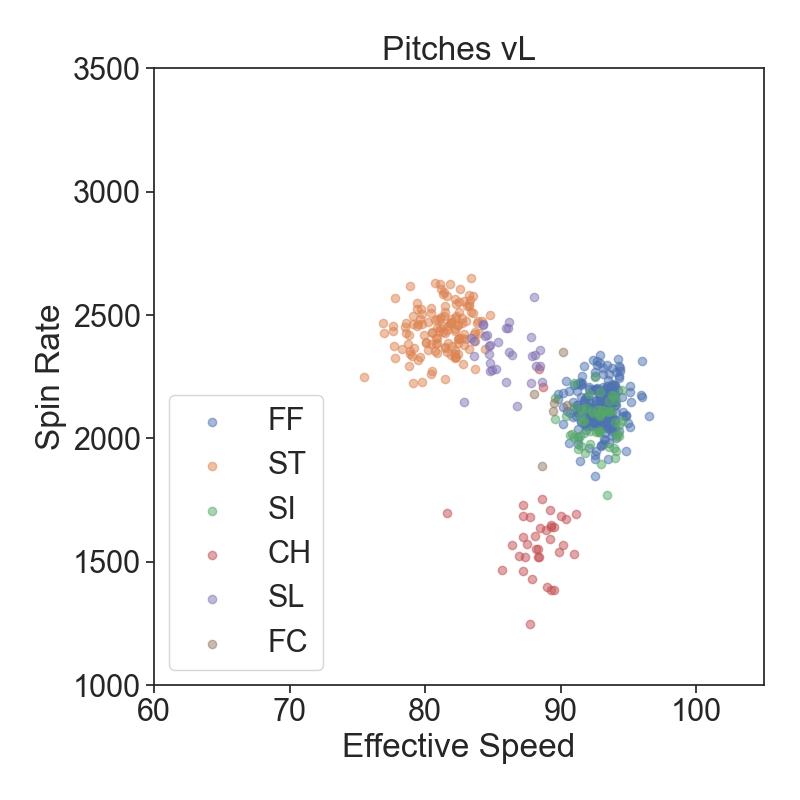 Pitches vL
3500
3000
2500
2000
1500
1000
Spin Rate
FF
ST
SI
CH
SL
FC
60 70 80 90 100
Effective Speed